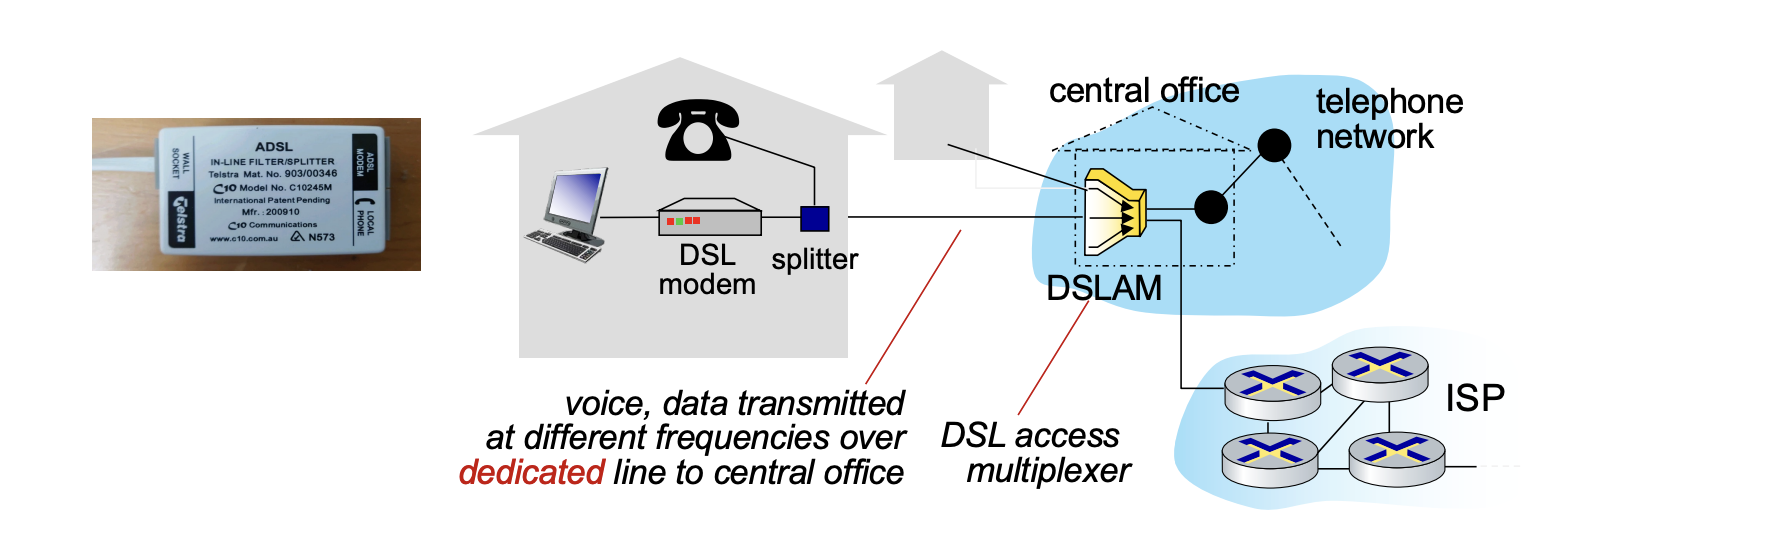 WALL
SOCKET
Telstra
ADSL
IN-LINE FILTER/SPLITTER
Telstra Mat. No. 903/00346
C10 Model No. C10245M
International Patent Pending
Mfr. : 200910
C10 Communications
www.c10.com.au N573
ADSL
MODEM
LOCAL
PHONE
DSL
modem
splitter
central office
telephone
network
DSLAM
voice, data transmitted
at different frequencies over
dedicated line to central office
DSL access
multiplexer
ISP